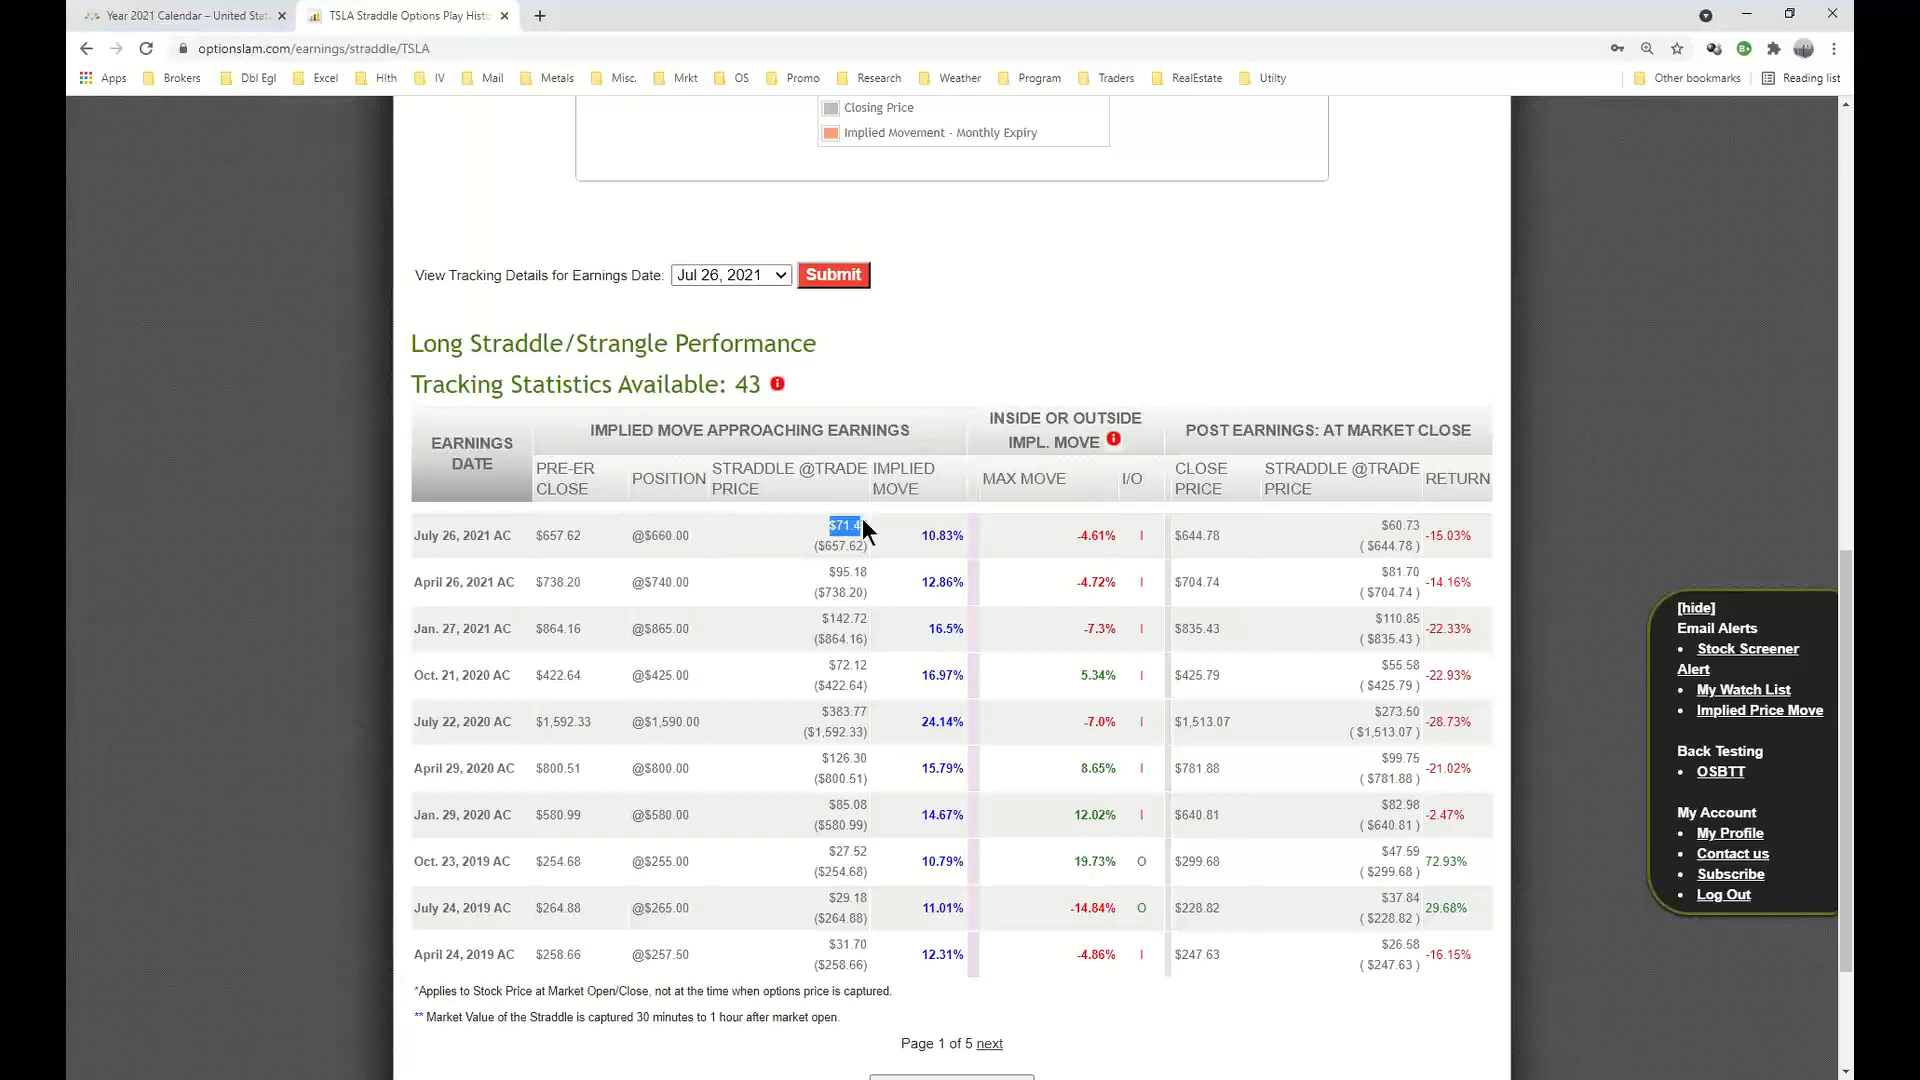 Year 2021 Calendar – United Stat
TSLA Straddle Options Play Histo
optionslam.com/earnings/straddle/TSLA
Apps Brokers Dbl Egl Excel Hlth IV Mail Metals Misc. Mrkt OS Promo Research Weather Program Traders RealEstate Utilty Other bookmarks Reading list
Closing Price
Implied Movement - Monthly Expiry
View Tracking Details for Earnings Date: Jul 26, 2021 Submit
Long Straddle/Strangle Performance
Tracking Statistics Available: 43
EARNINGS DATE
IMPLIED MOVE APPROACHING EARNINGS
INSIDE OR OUTSIDE IMPL. MOVE
POST EARNINGS: AT MARKET CLOSE
PRE-ER CLOSE POSITION STRADDLE @TRADE PRICE IMPLIED MOVE MAX MOVE I/O CLOSE PRICE STRADDLE @TRADE PRICE RETURN
July 26, 2021 AC $657.62 @$660.00 $71.4 ($657.62) 10.83% -4.61% I $644.78 $60.73 ( $644.78 ) -15.03%
April 26, 2021 AC $738.20 @$740.00 $95.18 ($738.20) 12.86% -4.72% I $704.74 $81.70 ( $704.74 ) -14.16%
Jan. 27, 2021 AC $864.16 @$865.00 $142.72 ($864.16) 16.5% -7.3% I $835.43 $110.85 ( $835.43 ) -22.33%
Oct. 21, 2020 AC $422.64 @$425.00 $72.12 ($422.64) 16.97% 5.34% I $425.79 $55.58 ( $425.79 ) -22.93%
July 22, 2020 AC $1,592.33 @$1,590.00 $383.77 ($1,592.33) 24.14% -7.0% I $1,513.07 $273.50 ( $1,513.07 ) -28.73%
April 29, 2020 AC $800.51 @$800.00 $126.30 ($800.51) 15.79% 8.65% I $781.88 $99.75 ( $781.88 ) -21.02%
Jan. 29, 2020 AC $580.99 @$580.00 $85.08 ($580.99) 14.67% 12.02% I $640.81 $82.98 ( $640.81 ) -2.47%
Oct. 23, 2019 AC $254.68 @$255.00 $27.52 ($254.68) 10.79% 19.73% O $299.68 $47.59 ( $299.68 ) 72.93%
July 24, 2019 AC $264.88 @$265.00 $29.18 ($264.88) 11.01% -14.84% O $228.82 $37.84 ( $228.82 ) 29.68%
April 24, 2019 AC $258.66 @$257.50 $31.70 ($258.66) 12.31% -4.86% I $247.63 $26.58 ( $247.63 ) -16.15%
*Applies to Stock Price at Market Open/Close, not at the time when options price is captured.
** Market Value of the Straddle is captured 30 minutes to 1 hour after market open.
Page 1 of 5 next
[hide]
Email Alerts
• Stock Screener
Alert
• My Watch List
• Implied Price Move
Back Testing
• OSBTT
My Account
• My Profile
• Contact us
• Subscribe
• Log Out